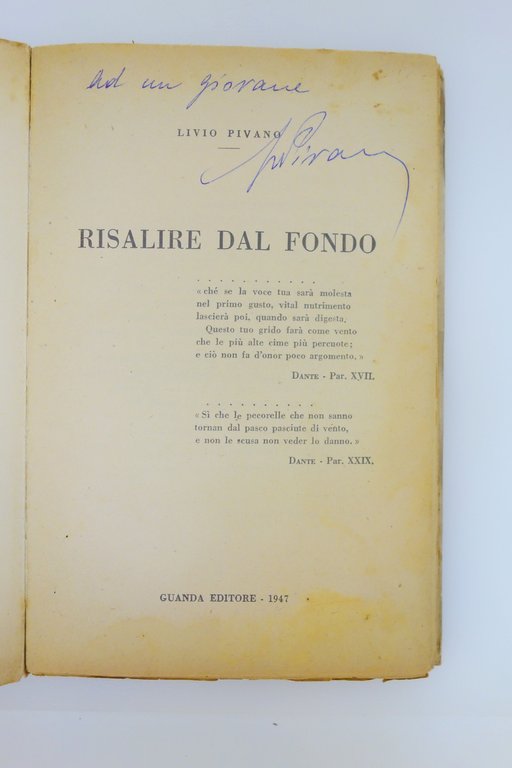 Ad un giovane
LIVIO PIVANO
LPivano
RISALIRE DAL FONDO
. . . . . . . . . . . .
« ché se la voce tua sarà molesta
nel primo gusto, vital nutrimento
lascierà poi, quando sarà digesta.
Questo tuo grido farà come vento
che le più alte cime più percuote;
e ciò non fa d'onor poco argomento. »
DANTE - Par. XVII.
. . . . . . . . . .
« Sì che le pecorelle che non sanno
tornan dal pasco pasciute di vento,
e non le scusa non veder lo danno. »
DANTE - Par. XXIX.
GUANDA EDITORE - 1947